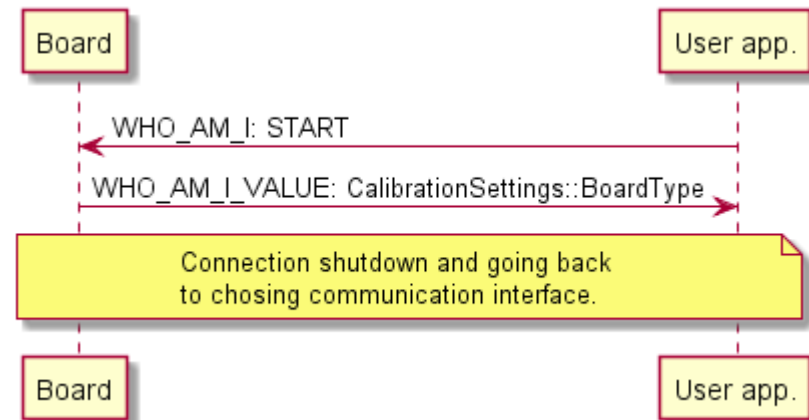 Board
User app.
WHO_AM_I: START
WHO_AM_I_VALUE: CalibrationSettings::BoardType
Connection shutdown and going back
to chosing communication interface.
Board
User app.